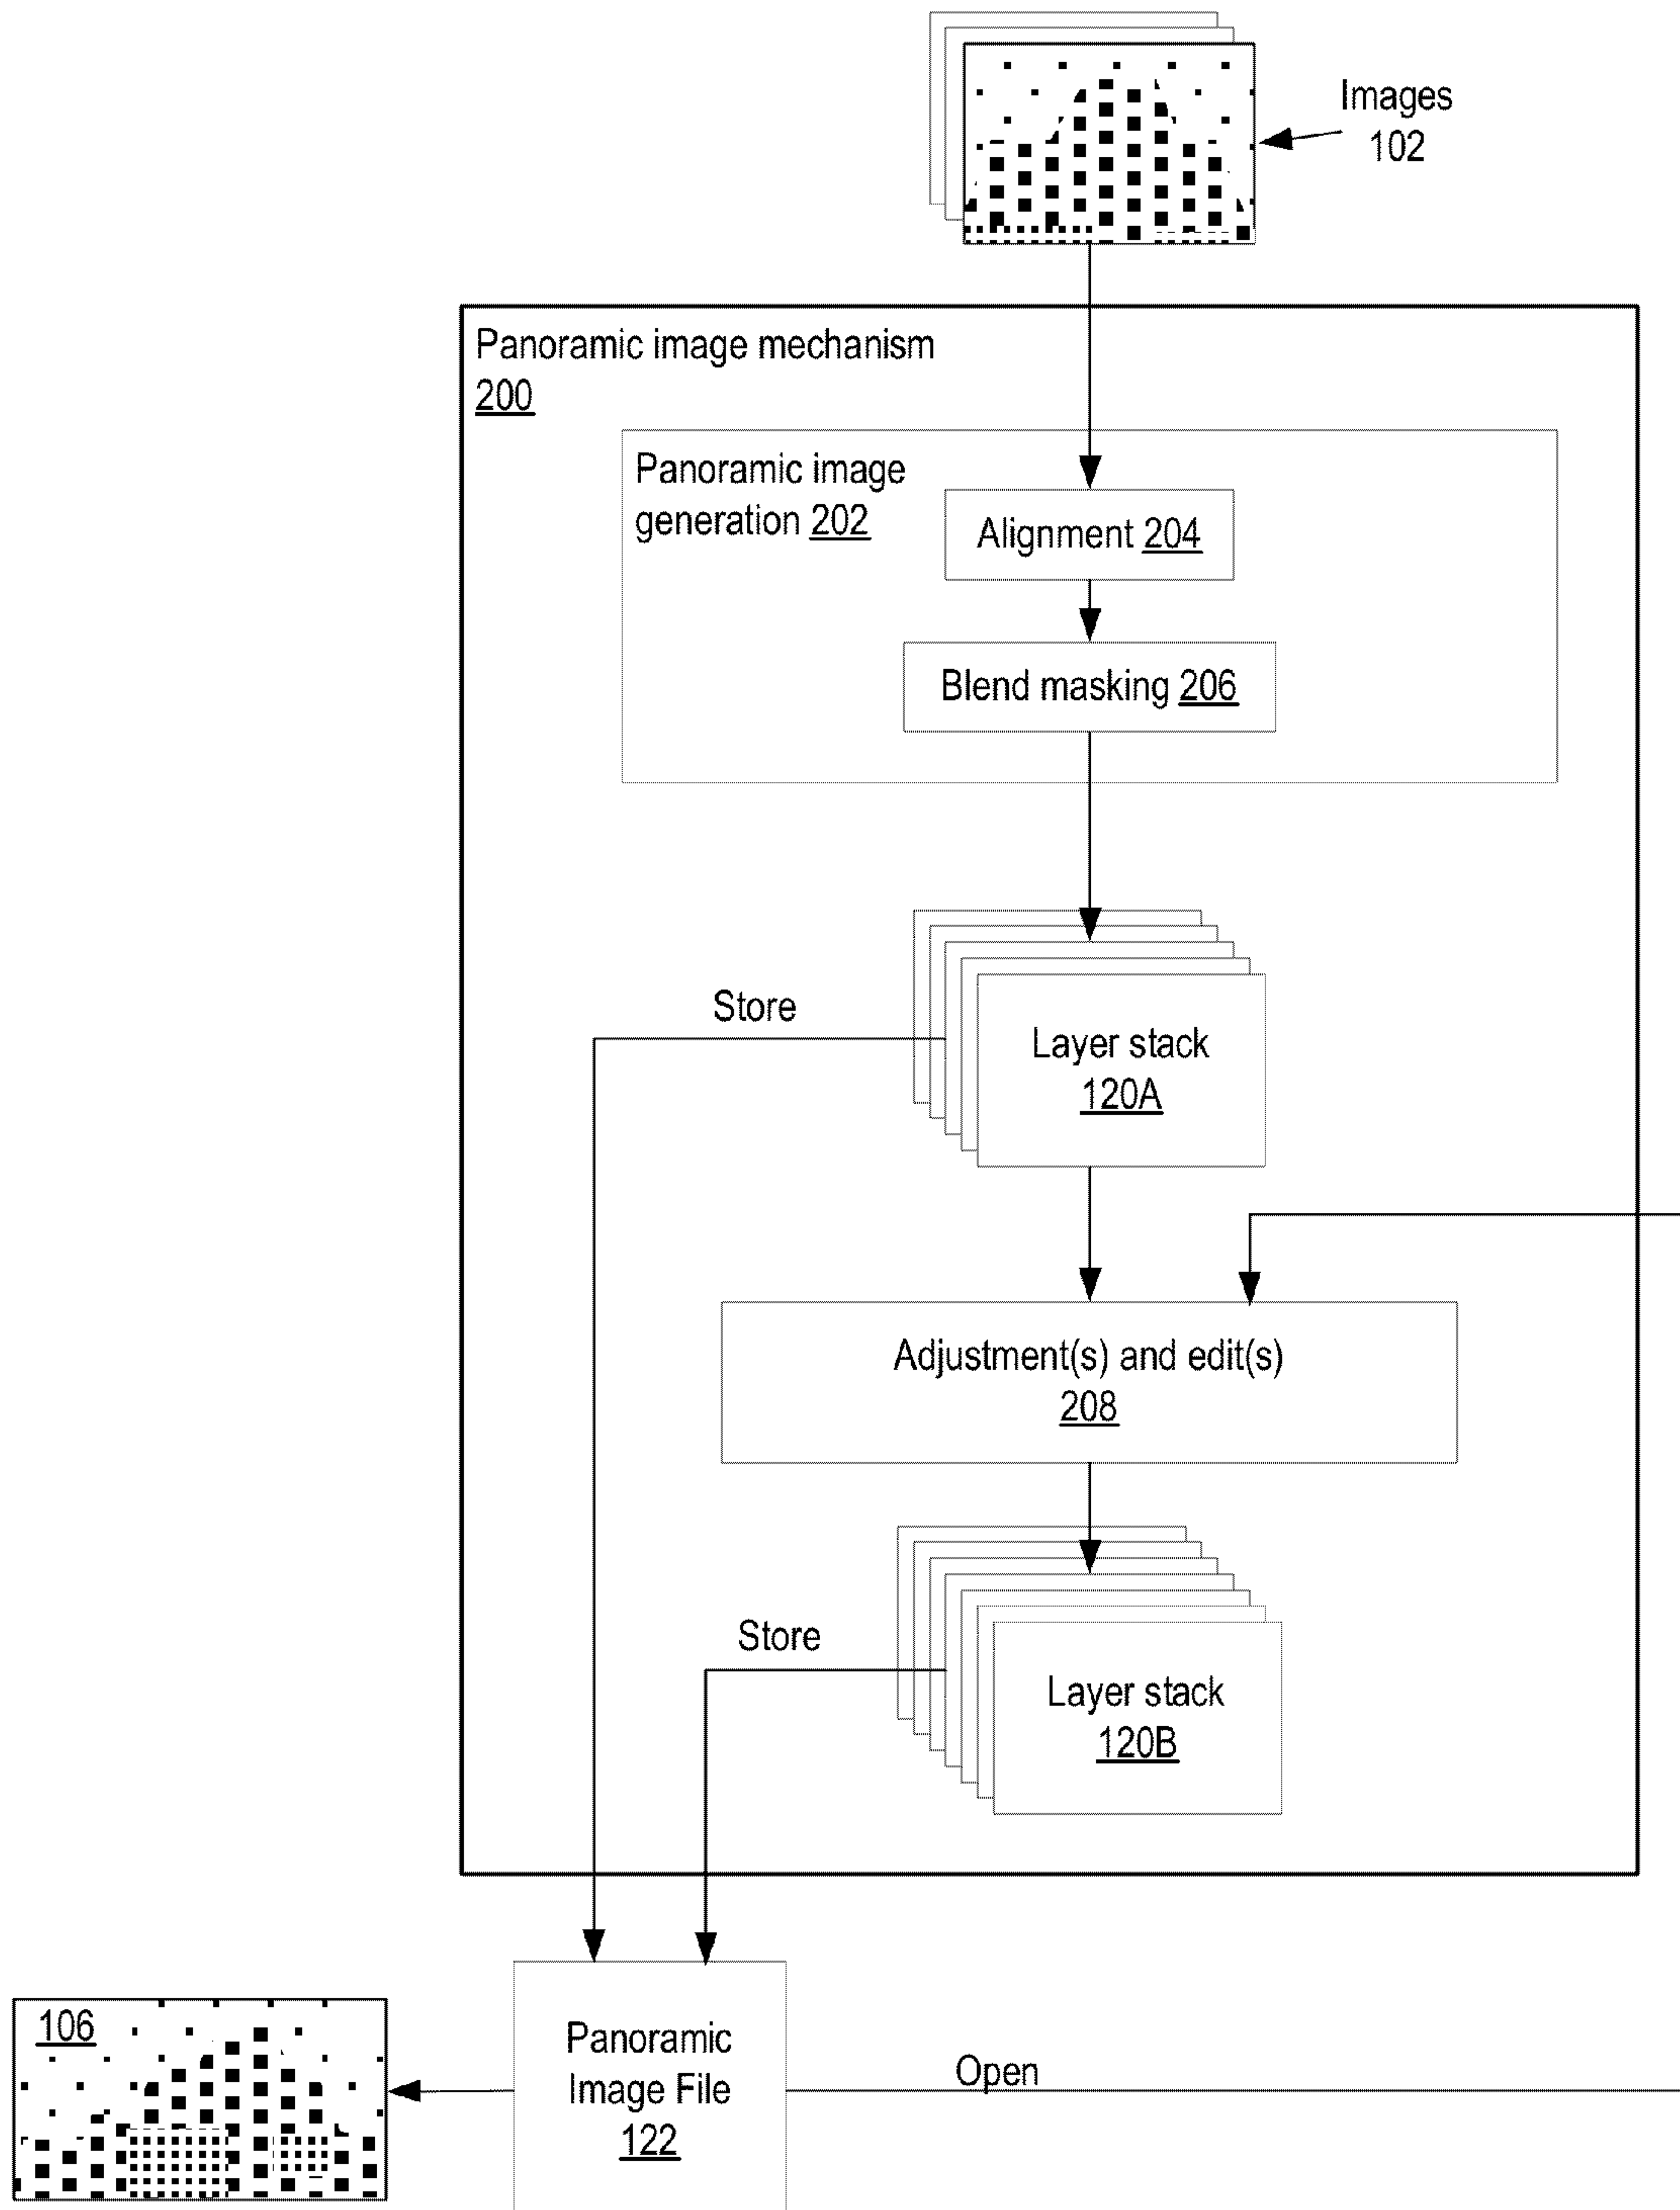 Images
102
Panoramic image mechanism
200
Panoramic image
generation 202
Alignment 204
Blend masking 206
Store
Layer stack
120A
Adjustment(s) and edit(s)
208
Store
Layer stack
120B
106
Panoramic
Image File
122
Open